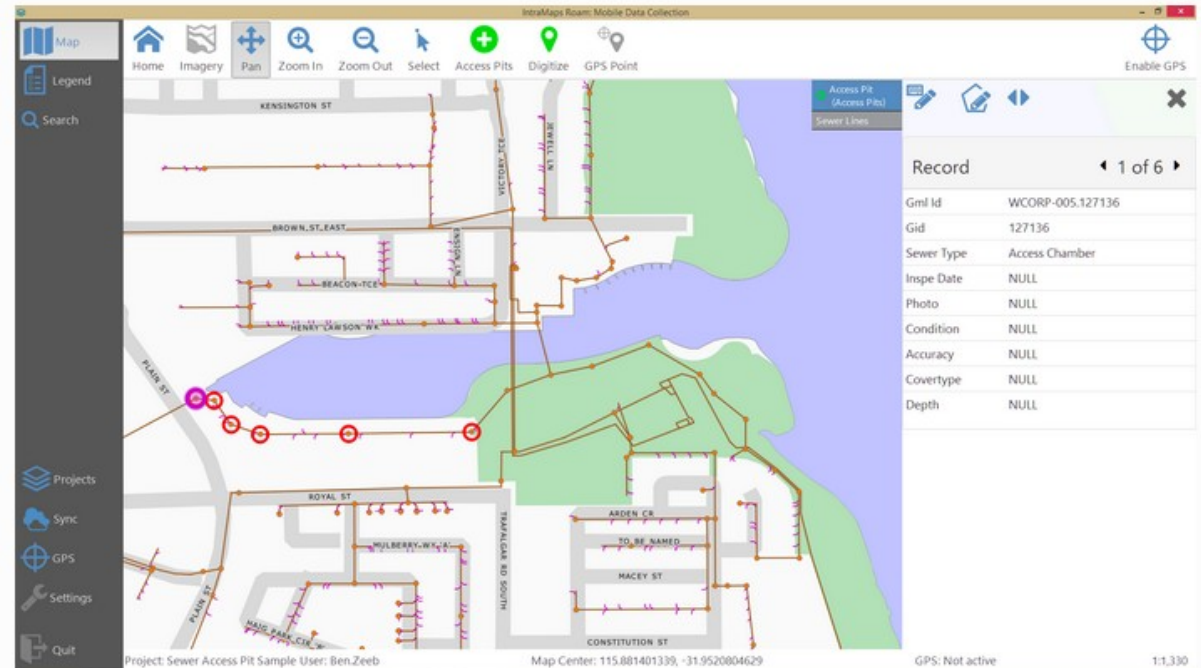 IntraMaps Roam: Mobile Data Collection
Map
Legend
Search
Projects
Sync
GPS
Settings
Quit
Home
Imagery
Pan
Zoom In
Zoom Out
Select
Access Pits
Digitize
GPS Point
Enable GPS
KENSINGTON ST
VICTORY TCE
JEWELL LN
BROWN ST EAST
ENSIGN LN
BEACON TCE
HENRY LAWSON WK
PLAIN ST
ROYAL ST
TRAFALGAR RD SOUTH
ARDEN CR
TO BE NAMED
MULBERRY WY 'A'
MACEY ST
PLAIN ST
CONSTITUTION ST
Access Pit
(Access Pits)
Sewer Lines
Record
1 of 6
Gml Id WCORP-005.127136
Gid 127136
Sewer Type Access Chamber
Inspe Date NULL
Photo NULL
Condition NULL
Accuracy NULL
Covertype NULL
Depth NULL
Project: Sewer Access Pit Sample User: Ben.Zeeb
Map Center: 115.881401339, -31.9520804629
GPS: Not active
1:1,330